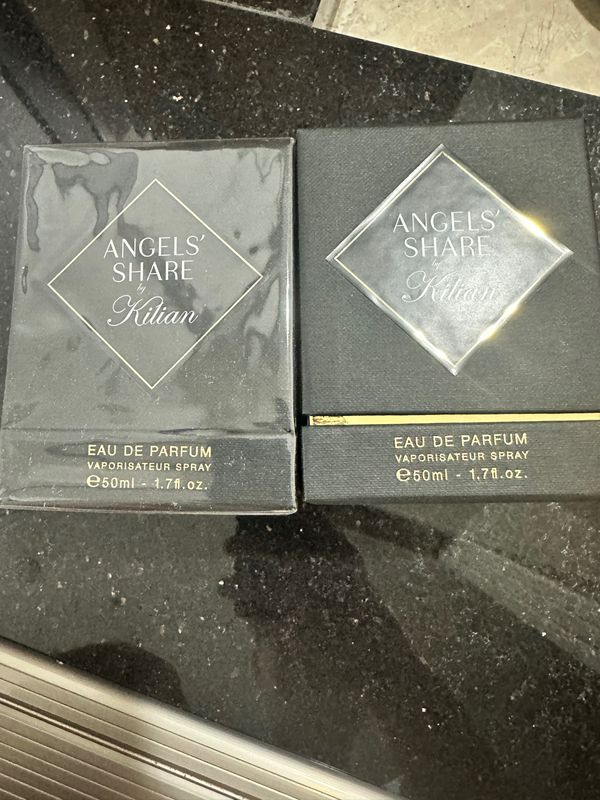 ANGELS'
SHARE
by
Kilian
EAU DE PARFUM
VAPORISATEUR SPRAY
℮50ml - 1.7fl.oz.
ANGELS'
SHARE
by
Kilian
EAU DE PARFUM
VAPORISATEUR SPRAY
℮50ml - 1.7fl.oz.